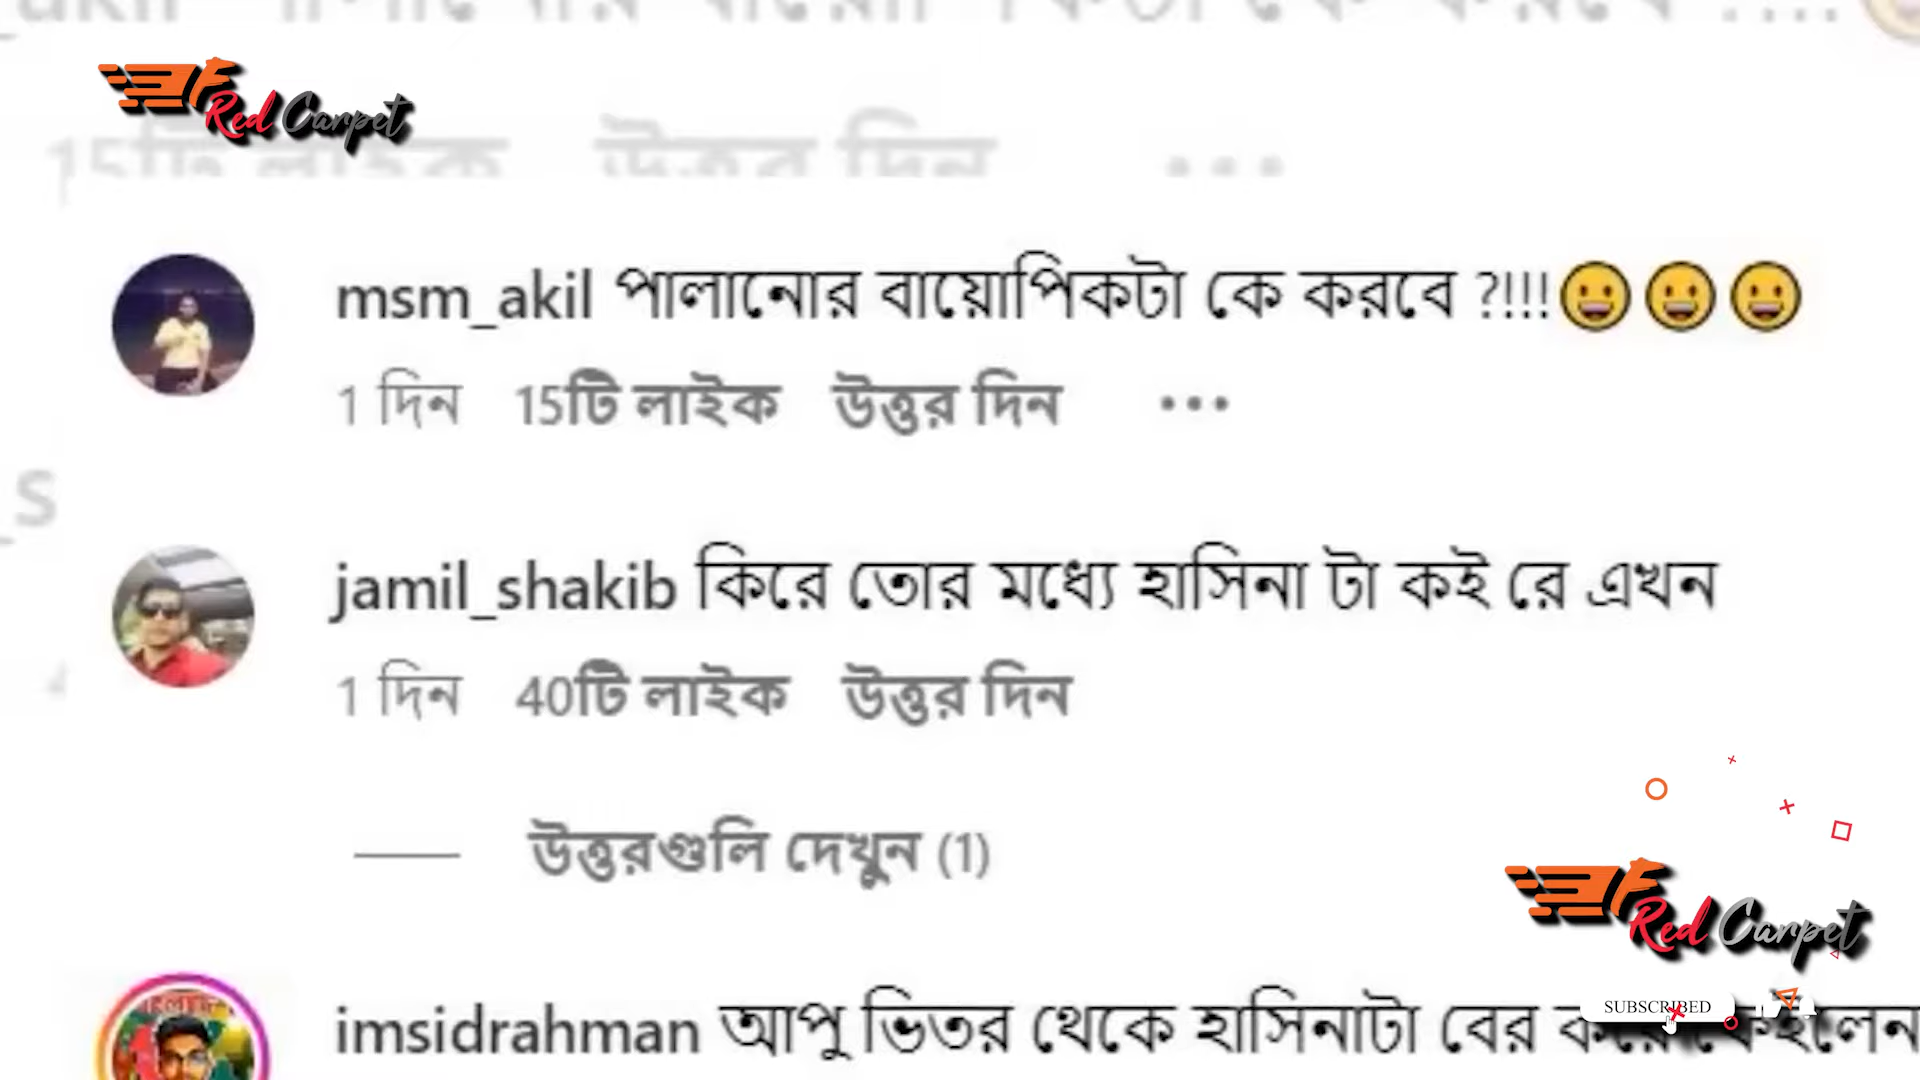 Red Carpet
msm_akil পালানোর বায়োপিকটা কে করবে ?!!!😀😀😀
1 দিন 15টি লাইক উত্তর দিন •••
jamil_shakib কিরে তোর মধ্যে হাসিনা টা কই রে এখন
1 দিন 40টি লাইক উত্তর দিন
উত্তরগুলি দেখুন (1)
Red Carpet
SUBSCRIBED
imsidrahman আপু ভিতর থেকে হাসিনাটা বের করে